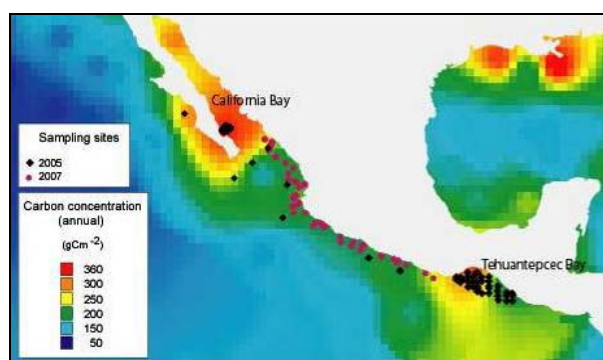 California Bay
Sampling sites
2005
2007
Carbon concentration
(annual)
(gCm⁻²)
360
300
250
200
150
50
Tehuantepcec Bay